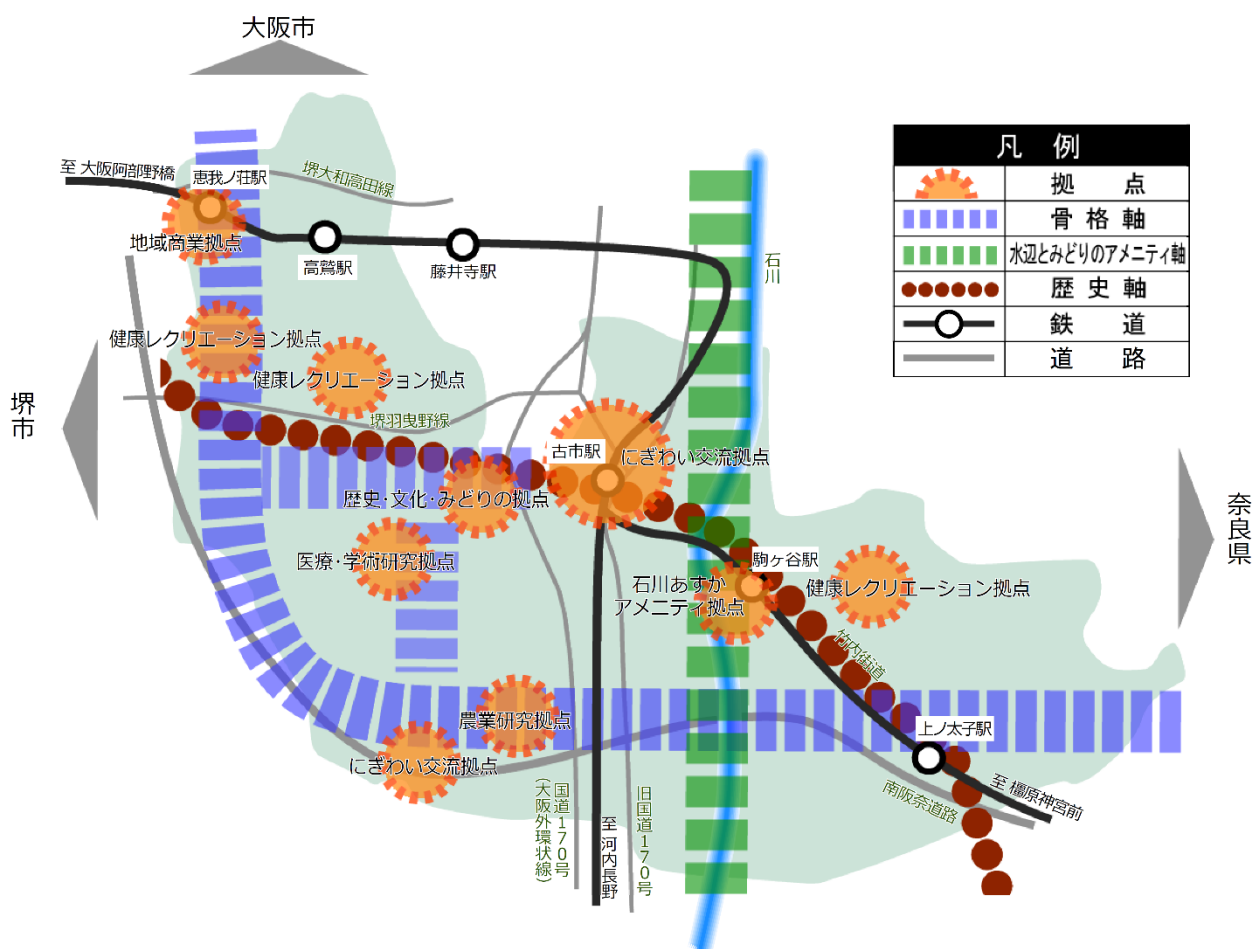 大阪市
凡 例
拠 点
骨格軸
水辺とみどりのアメニティ軸
歴史軸
鉄 道
道 路
至 大阪阿部野橋
恵我ノ荘駅
堺大和高田線
地域商業拠点
高鷲駅
藤井寺駅
石川
健康レクリエーション拠点
健康レクリエーション拠点
堺市
堺羽曳野線
古市駅
にぎわい交流拠点
歴史・文化・みどりの拠点
奈良県
医療・学術研究拠点
駒ヶ谷駅
石川あすか
アメニティ拠点
健康レクリエーション拠点
竹内街道
農業研究拠点
上ノ太子駅
にぎわい交流拠点
国道170号
(大阪外環状線)
至 河内長野
旧国道170号
南阪奈道路
至 橿原神宮前